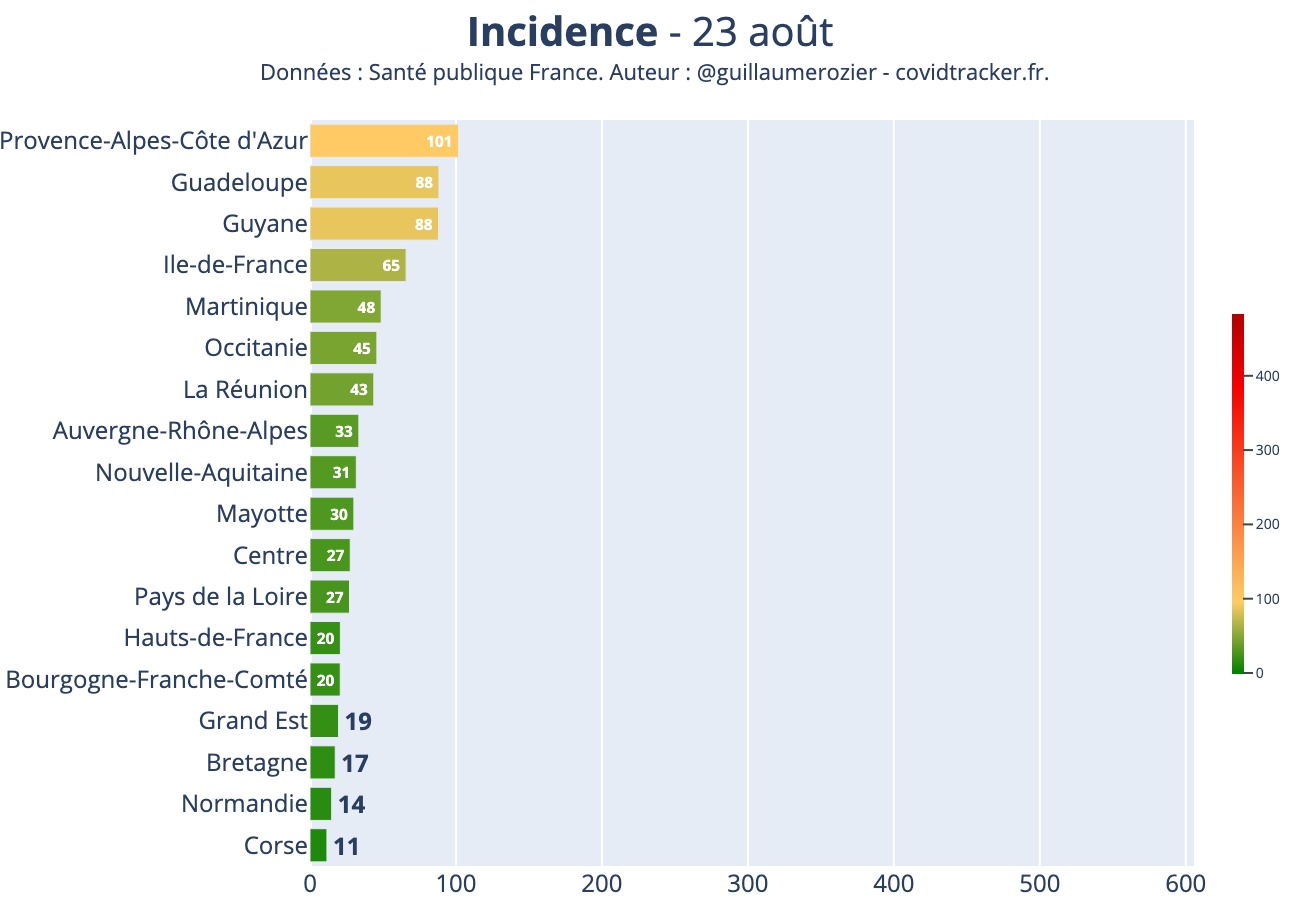 Incidence - 23 août
Données : Santé publique France. Auteur : @guillaumerozier - covidtracker.fr.
Provence-Alpes-Côte d'Azur 101
Guadeloupe 88
Guyane 88
Ile-de-France 65
Martinique 48
Occitanie 45
La Réunion 43
Auvergne-Rhône-Alpes 33
Nouvelle-Aquitaine 31
Mayotte 30
Centre 27
Pays de la Loire 27
Hauts-de-France 20
Bourgogne-Franche-Comté 20
Grand Est 19
Bretagne 17
Normandie 14
Corse 11
0 100 200 300 400 500 600
400
300
200
100
0